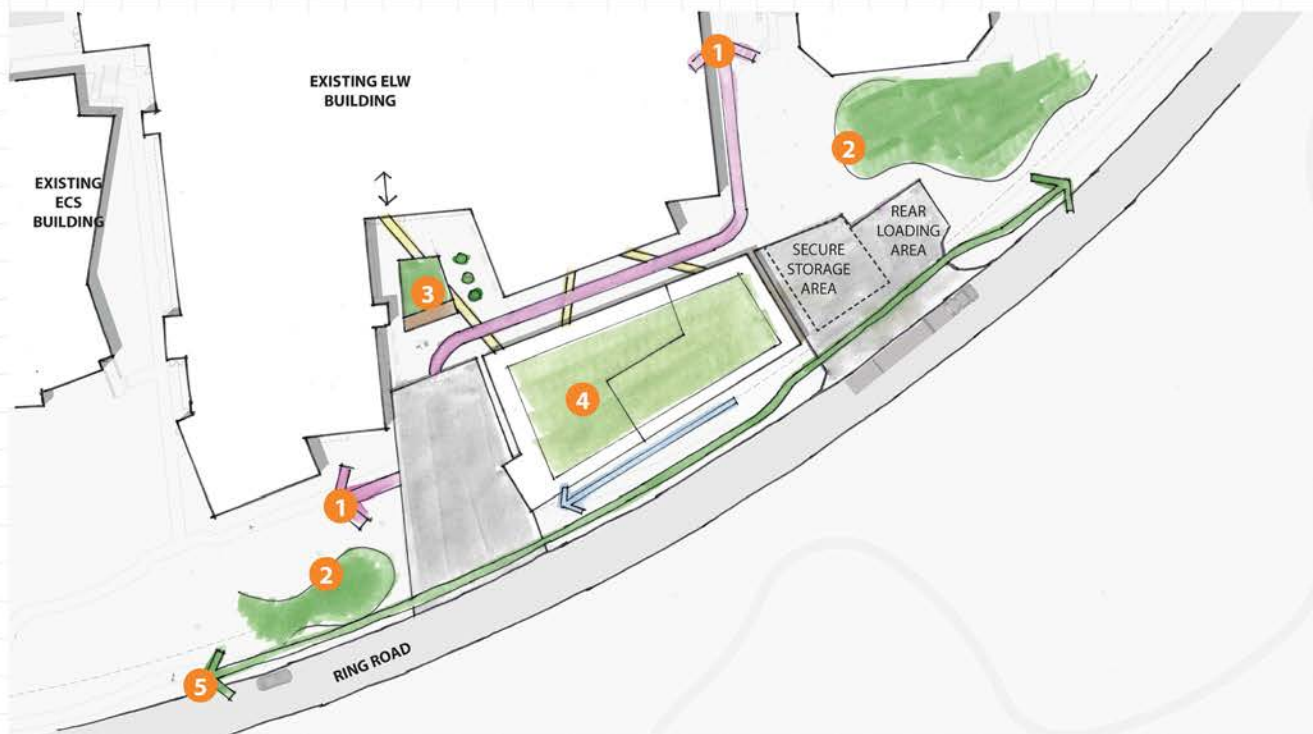 1
EXISTING ELW
BUILDING
2
EXISTING
ECS
BUILDING
REAR
LOADING
AREA
SECURE
STORAGE
AREA
3
4
1
2
5
RING ROAD